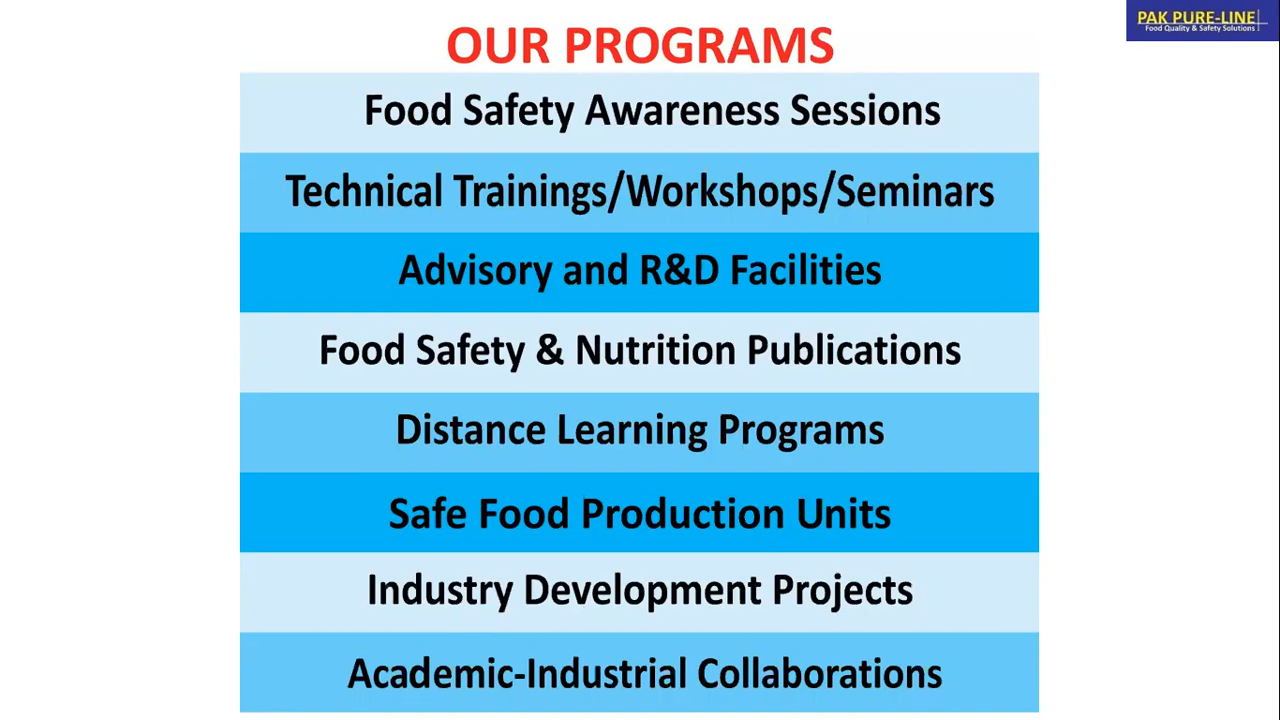 PAK PURE-LINE
Food Quality & Safety Solutions
OUR PROGRAMS
Food Safety Awareness Sessions
Technical Trainings/Workshops/Seminars
Advisory and R&D Facilities
Food Safety & Nutrition Publications
Distance Learning Programs
Safe Food Production Units
Industry Development Projects
Academic-Industrial Collaborations